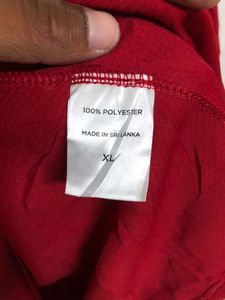 100% POLYESTER
MADE IN SRI LANKA
XL